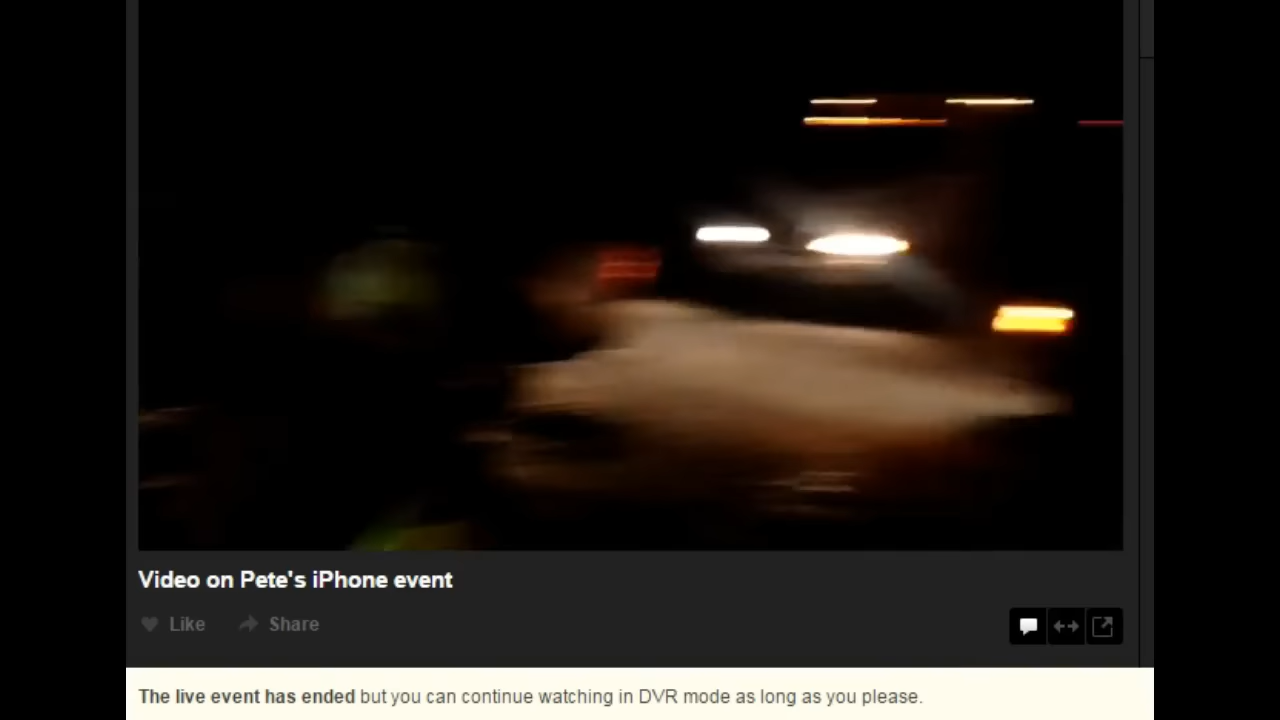 Video on Pete's iPhone event
Like
Share
The live event has ended but you can continue watching in DVR mode as long as you please.